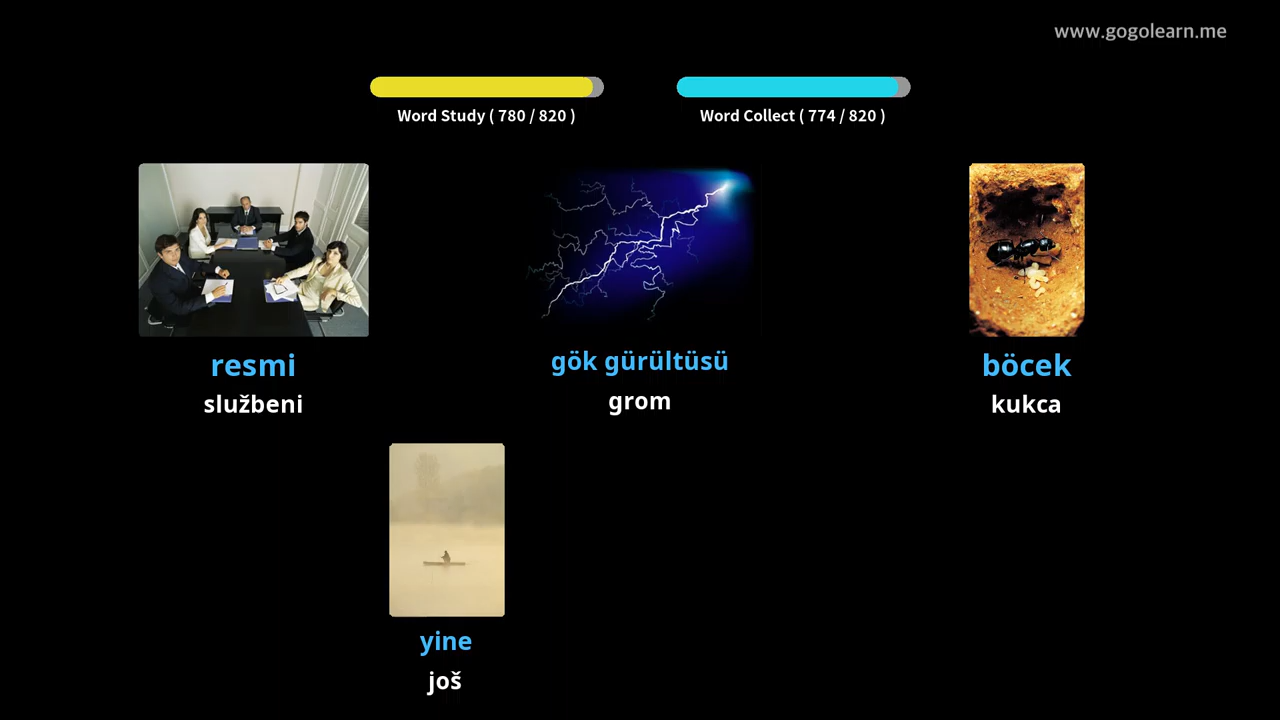 www.gogolearn.me
Word Study ( 780 / 820 )
Word Collect ( 774 / 820 )
resmi
službeni
gök gürültüsü
grom
böcek
kukca
yine
još